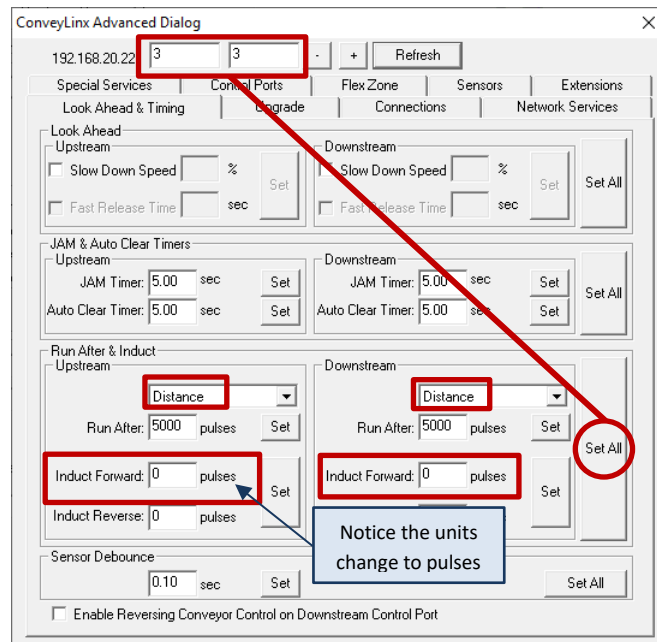 ConveyLinx Advanced Dialog
192.168.20.22 3 3 - + Refresh
Special Services Control Ports Flex Zone Sensors Extensions
Look Ahead & Timing Upgrade Connections Network Services
Look Ahead
Upstream Downstream
Slow Down Speed % Set Slow Down Speed % Set Set All
Fast Release Time sec Fast Release Time sec
JAM & Auto Clear Timers
Upstream Downstream
JAM Timer: 5.00 sec Set JAM Timer: 5.00 sec Set Set All
Auto Clear Timer: 5.00 sec Set Auto Clear Timer: 5.00 sec Set
Run After & Induct
Upstream Downstream
Distance Distance
Run After: 5000 pulses Set Run After: 5000 pulses Set Set All
Induct Forward: 0 pulses Set Induct Forward: 0 pulses Set
Induct Reverse: 0 pulses
Notice the units
change to pulses
Sensor Debounce
0.10 sec Set Set All
Enable Reversing Conveyor Control on Downstream Control Port